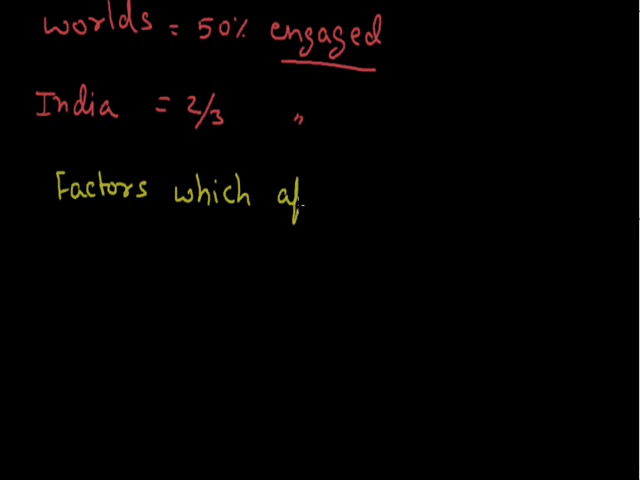 worlds = 50% engaged
India = 2/3 "
Factors which af